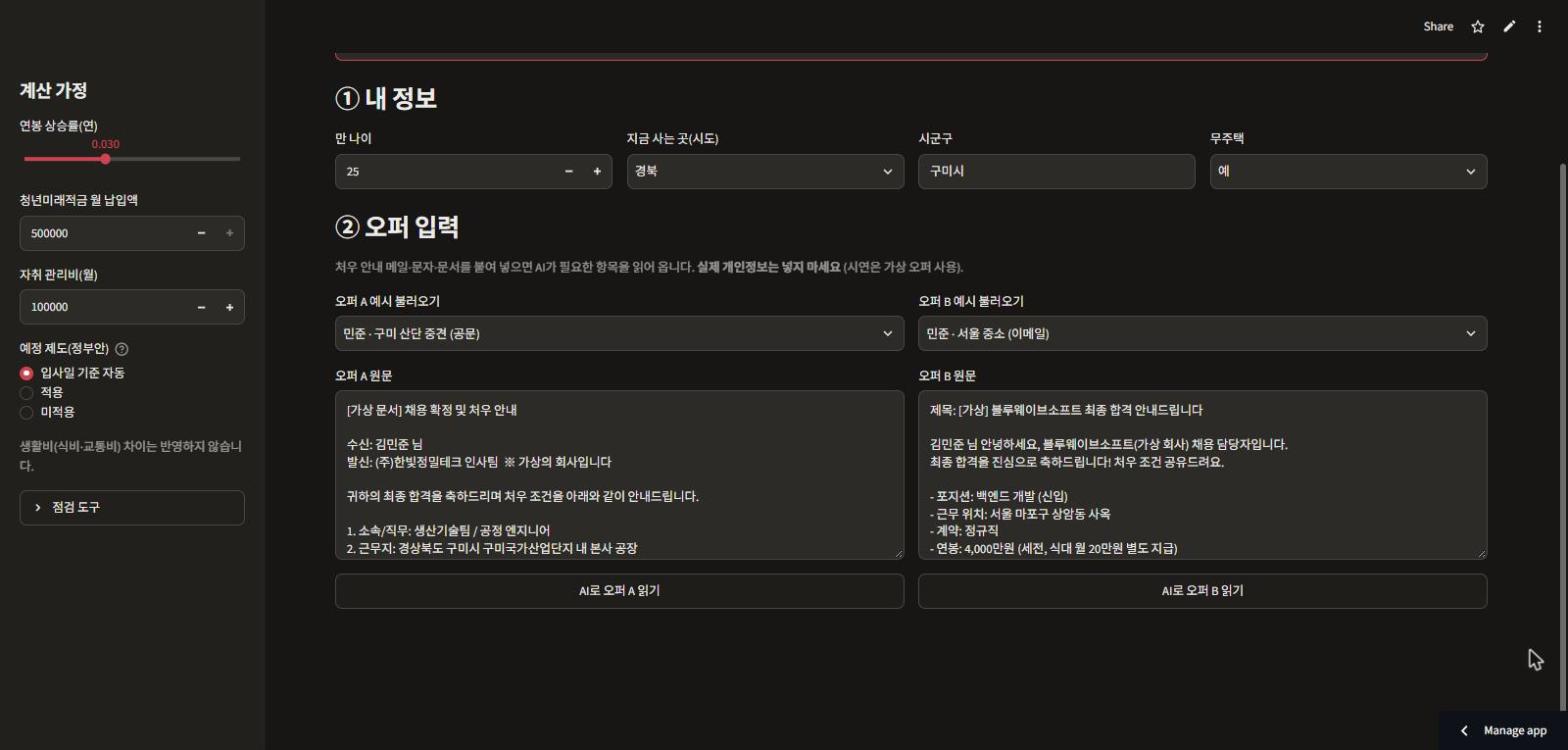 Share
계산 가정
연봉 상승률(연)
0.030
청년미래적금 월 납입액
500000
자취 관리비(월)
100000
예정 제도(정부안)
입사일 기준 자동
적용
미적용
생활비(식비·교통비) 차이는 반영하지 않습니
다.
점검 도구
① 내 정보
만 나이
지금 사는 곳(시도)
시군구
무주택
25
경북
구미시
예
② 오퍼 입력
처우 안내 메일·문자·문서를 붙여 넣으면 AI가 필요한 항목을 읽어 옵니다. 실제 개인정보는 넣지 마세요 (시연은 가상 오퍼 사용).
오퍼 A 예시 불러오기
민준 · 구미 산단 중견 (공문)
오퍼 A 원문
[가상 문서] 채용 확정 및 처우 안내
수신: 김민준 님
발신: (주)한빛정밀테크 인사팀 ※ 가상의 회사입니다
귀하의 최종 합격을 축하드리며 처우 조건을 아래와 같이 안내드립니다.
1. 소속/직무: 생산기술팀 / 공정 엔지니어
2. 근무지: 경상북도 구미시 구미국가산업단지 내 본사 공장
AI로 오퍼 A 읽기
오퍼 B 예시 불러오기
민준 · 서울 중소 (이메일)
오퍼 B 원문
제목: [가상] 블루웨이브소프트 최종 합격 안내드립니다
김민준 님 안녕하세요, 블루웨이브소프트(가상 회사) 채용 담당자입니다.
최종 합격을 진심으로 축하드립니다! 처우 조건 공유드려요.
- 포지션: 백엔드 개발 (신입)
- 근무 위치: 서울 마포구 상암동 사옥
- 계약: 정규직
- 연봉: 4,000만원 (세전, 식대 월 20만원 별도 지급)
AI로 오퍼 B 읽기
Manage app